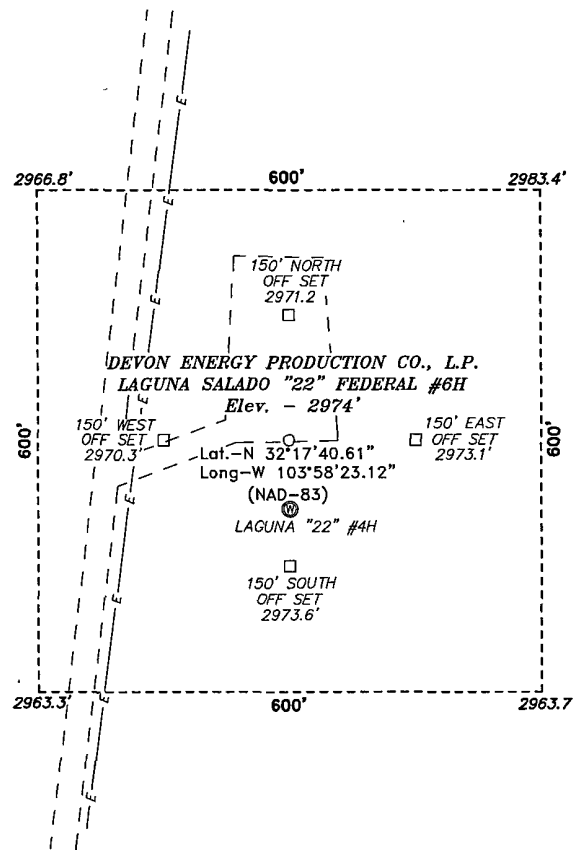 E
E
2966.8'
600'
2983.4'
E
150' NORTH
OFF SET
2971.2
E
DEVON ENERGY PRODUCTION CO., L.P.
LAGUNA SALADO "22" FEDERAL #6H
Elev. - 2974'
E
600'
150' WEST
OFF SET
2970.3'
150' EAST
OFF SET
2973.1'
600'
Lat.-N 32°17'40.61"
Long-W 103°58'23.12"
(NAD-83)
E
W
LAGUNA "22" #4H
150' SOUTH
OFF SET
2973.6'
E
E
2963.3'
600'
2963.7
E